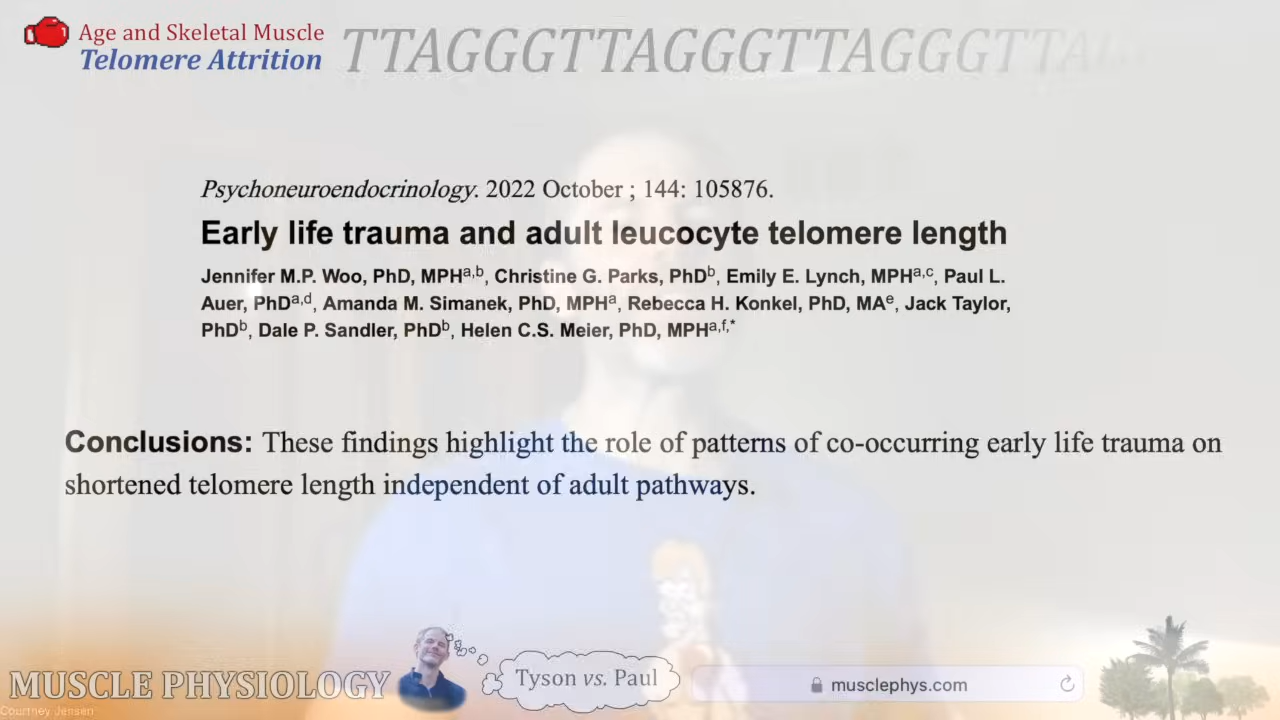 Age and Skeletal Muscle
Telomere Attrition
TTAGGGTTAGGGTTAGGGTTA
Psychoneuroendocrinology. 2022 October ; 144: 105876.
Early life trauma and adult leucocyte telomere length
Jennifer M.P. Woo, PhD, MPHa,b, Christine G. Parks, PhDb, Emily E. Lynch, MPHa,c, Paul L.
Auer, PhDa,d, Amanda M. Simanek, PhD, MPHa, Rebecca H. Konkel, PhD, MAe, Jack Taylor,
PhDb, Dale P. Sandler, PhDb, Helen C.S. Meier, PhD, MPHa,f,*
Conclusions: These findings highlight the role of patterns of co-occurring early life trauma on
shortened telomere length independent of adult pathways.
MUSCLE PHYSIOLOGY
Tyson vs. Paul
musclephys.com
Courtney Jensen